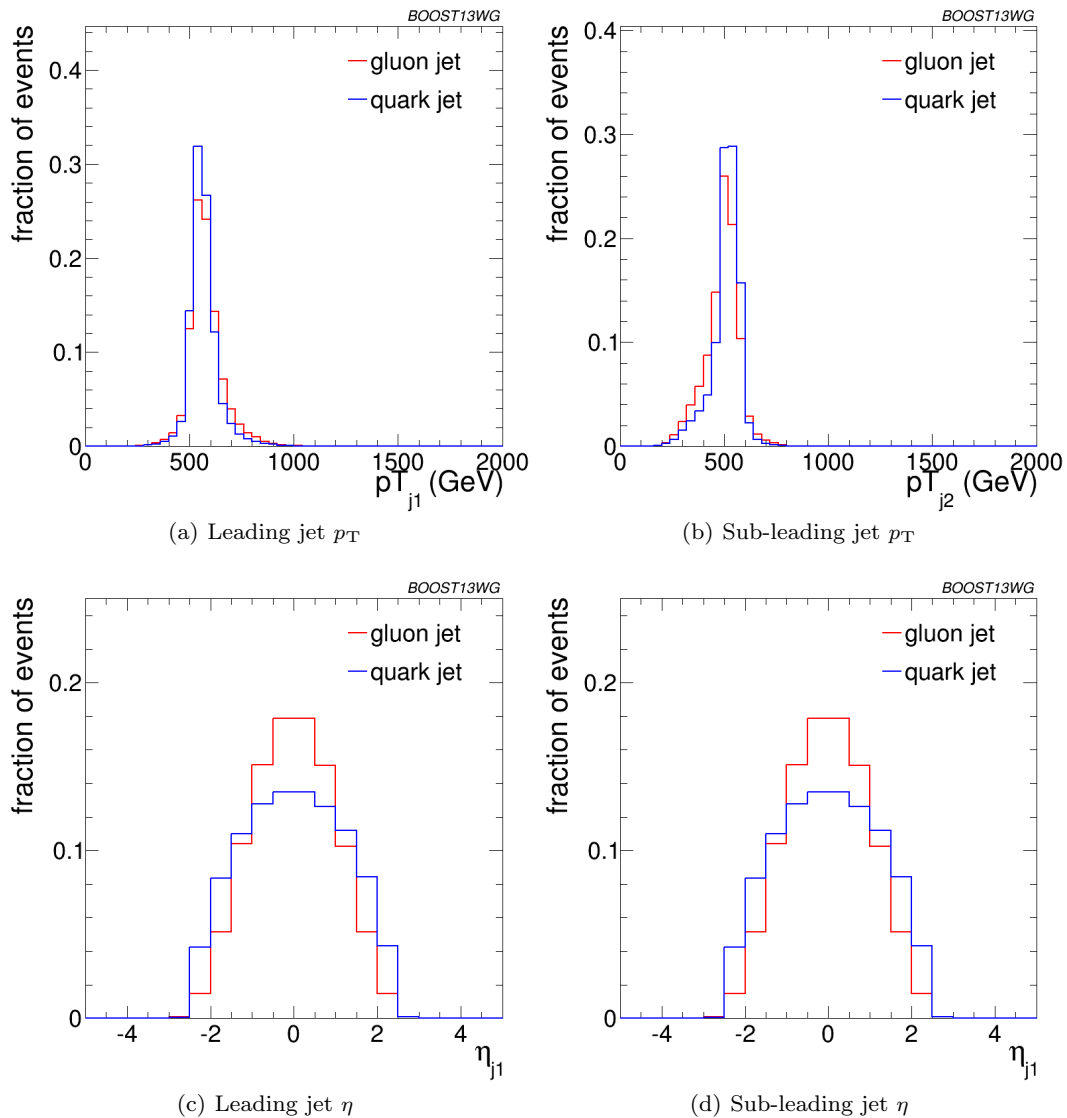 BOOST13WG
fraction of events
0.4
0.3
0.2
0.1
0
gluon jet
quark jet
0 500 1000 1500 2000
pT_j1 (GeV)
(a) Leading jet p_T
BOOST13WG
fraction of events
0.4
0.3
0.2
0.1
0
gluon jet
quark jet
0 500 1000 1500 2000
pT_j2 (GeV)
(b) Sub-leading jet p_T
BOOST13WG
fraction of events
0.2
0.1
0
gluon jet
quark jet
-4 -2 0 2 4
η_j1
(c) Leading jet η
BOOST13WG
fraction of events
0.2
0.1
0
gluon jet
quark jet
-4 -2 0 2 4
η_j1
(d) Sub-leading jet η